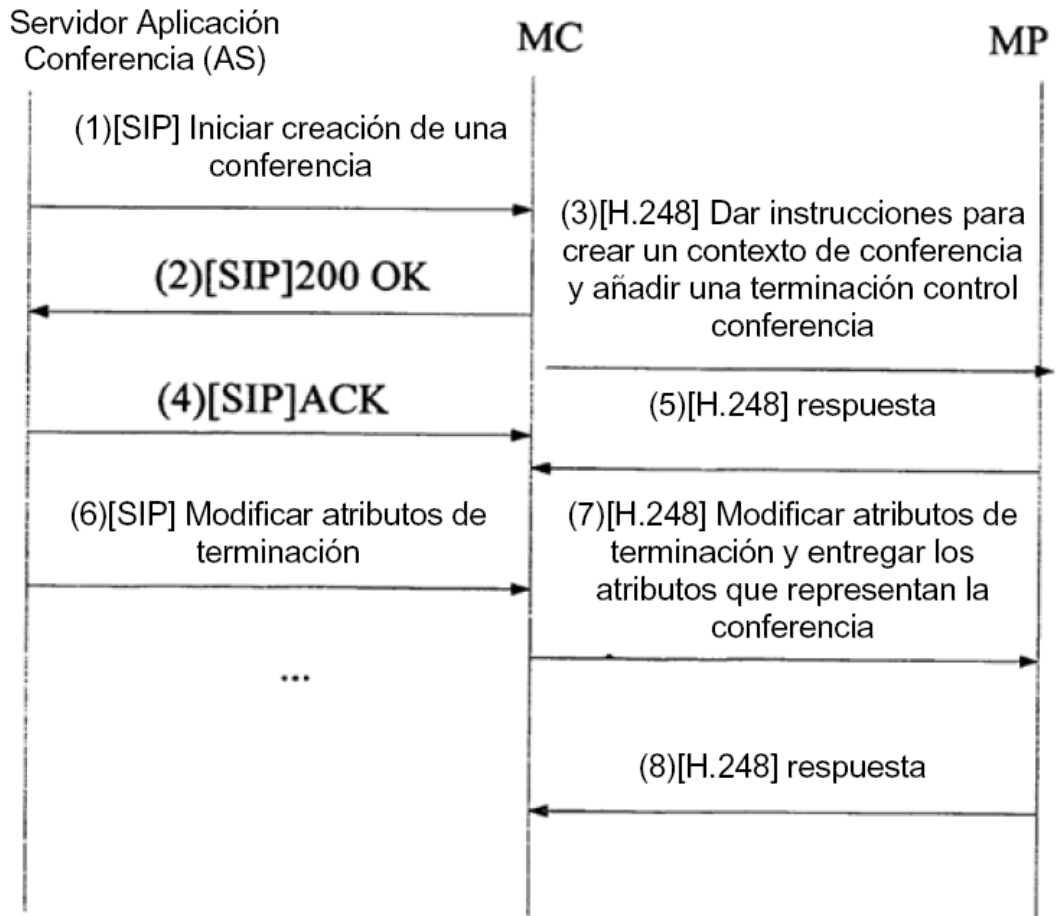 Servidor Aplicación
Conferencia (AS)
MC
MP
(1)[SIP] Iniciar creación de una
conferencia
(3)[H.248] Dar instrucciones para
crear un contexto de conferencia
y añadir una terminación control
conferencia
(2)[SIP]200 OK
(4)[SIP]ACK
(5)[H.248] respuesta
(6)[SIP] Modificar atributos de
terminación
(7)[H.248] Modificar atributos de
terminación y entregar los
atributos que representan la
conferencia
...
(8)[H.248] respuesta